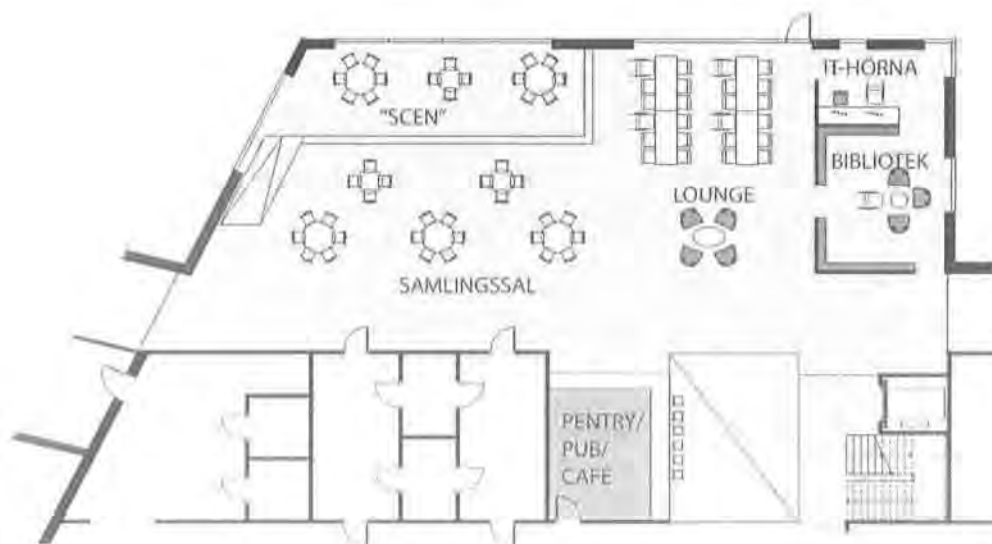 IT-HÖRNA
"SCEN"
BIBLIOTEK
LOUNGE
SAMLINGSSAL
PENTRY/
PUB/
CAFÉ